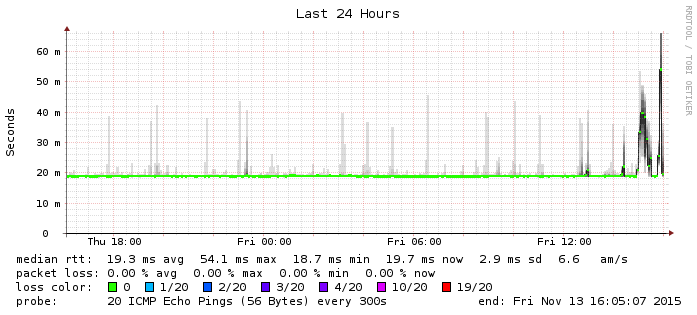 Last 24 Hours
RRDTOOL / TOBI OETIKER
Seconds
60 m
50 m
40 m
30 m
20 m
10 m
0
Thu 18:00 Fri 00:00 Fri 06:00 Fri 12:00
median rtt: 19.3 ms avg 54.1 ms max 18.7 ms min 19.7 ms now 2.9 ms sd 6.6 am/s
packet loss: 0.00 % avg 0.00 % max 0.00 % min 0.00 % now
loss color: 0 1/20 2/20 3/20 4/20 10/20 19/20
probe: 20 ICMP Echo Pings (56 Bytes) every 300s end: Fri Nov 13 16:05:07 2015